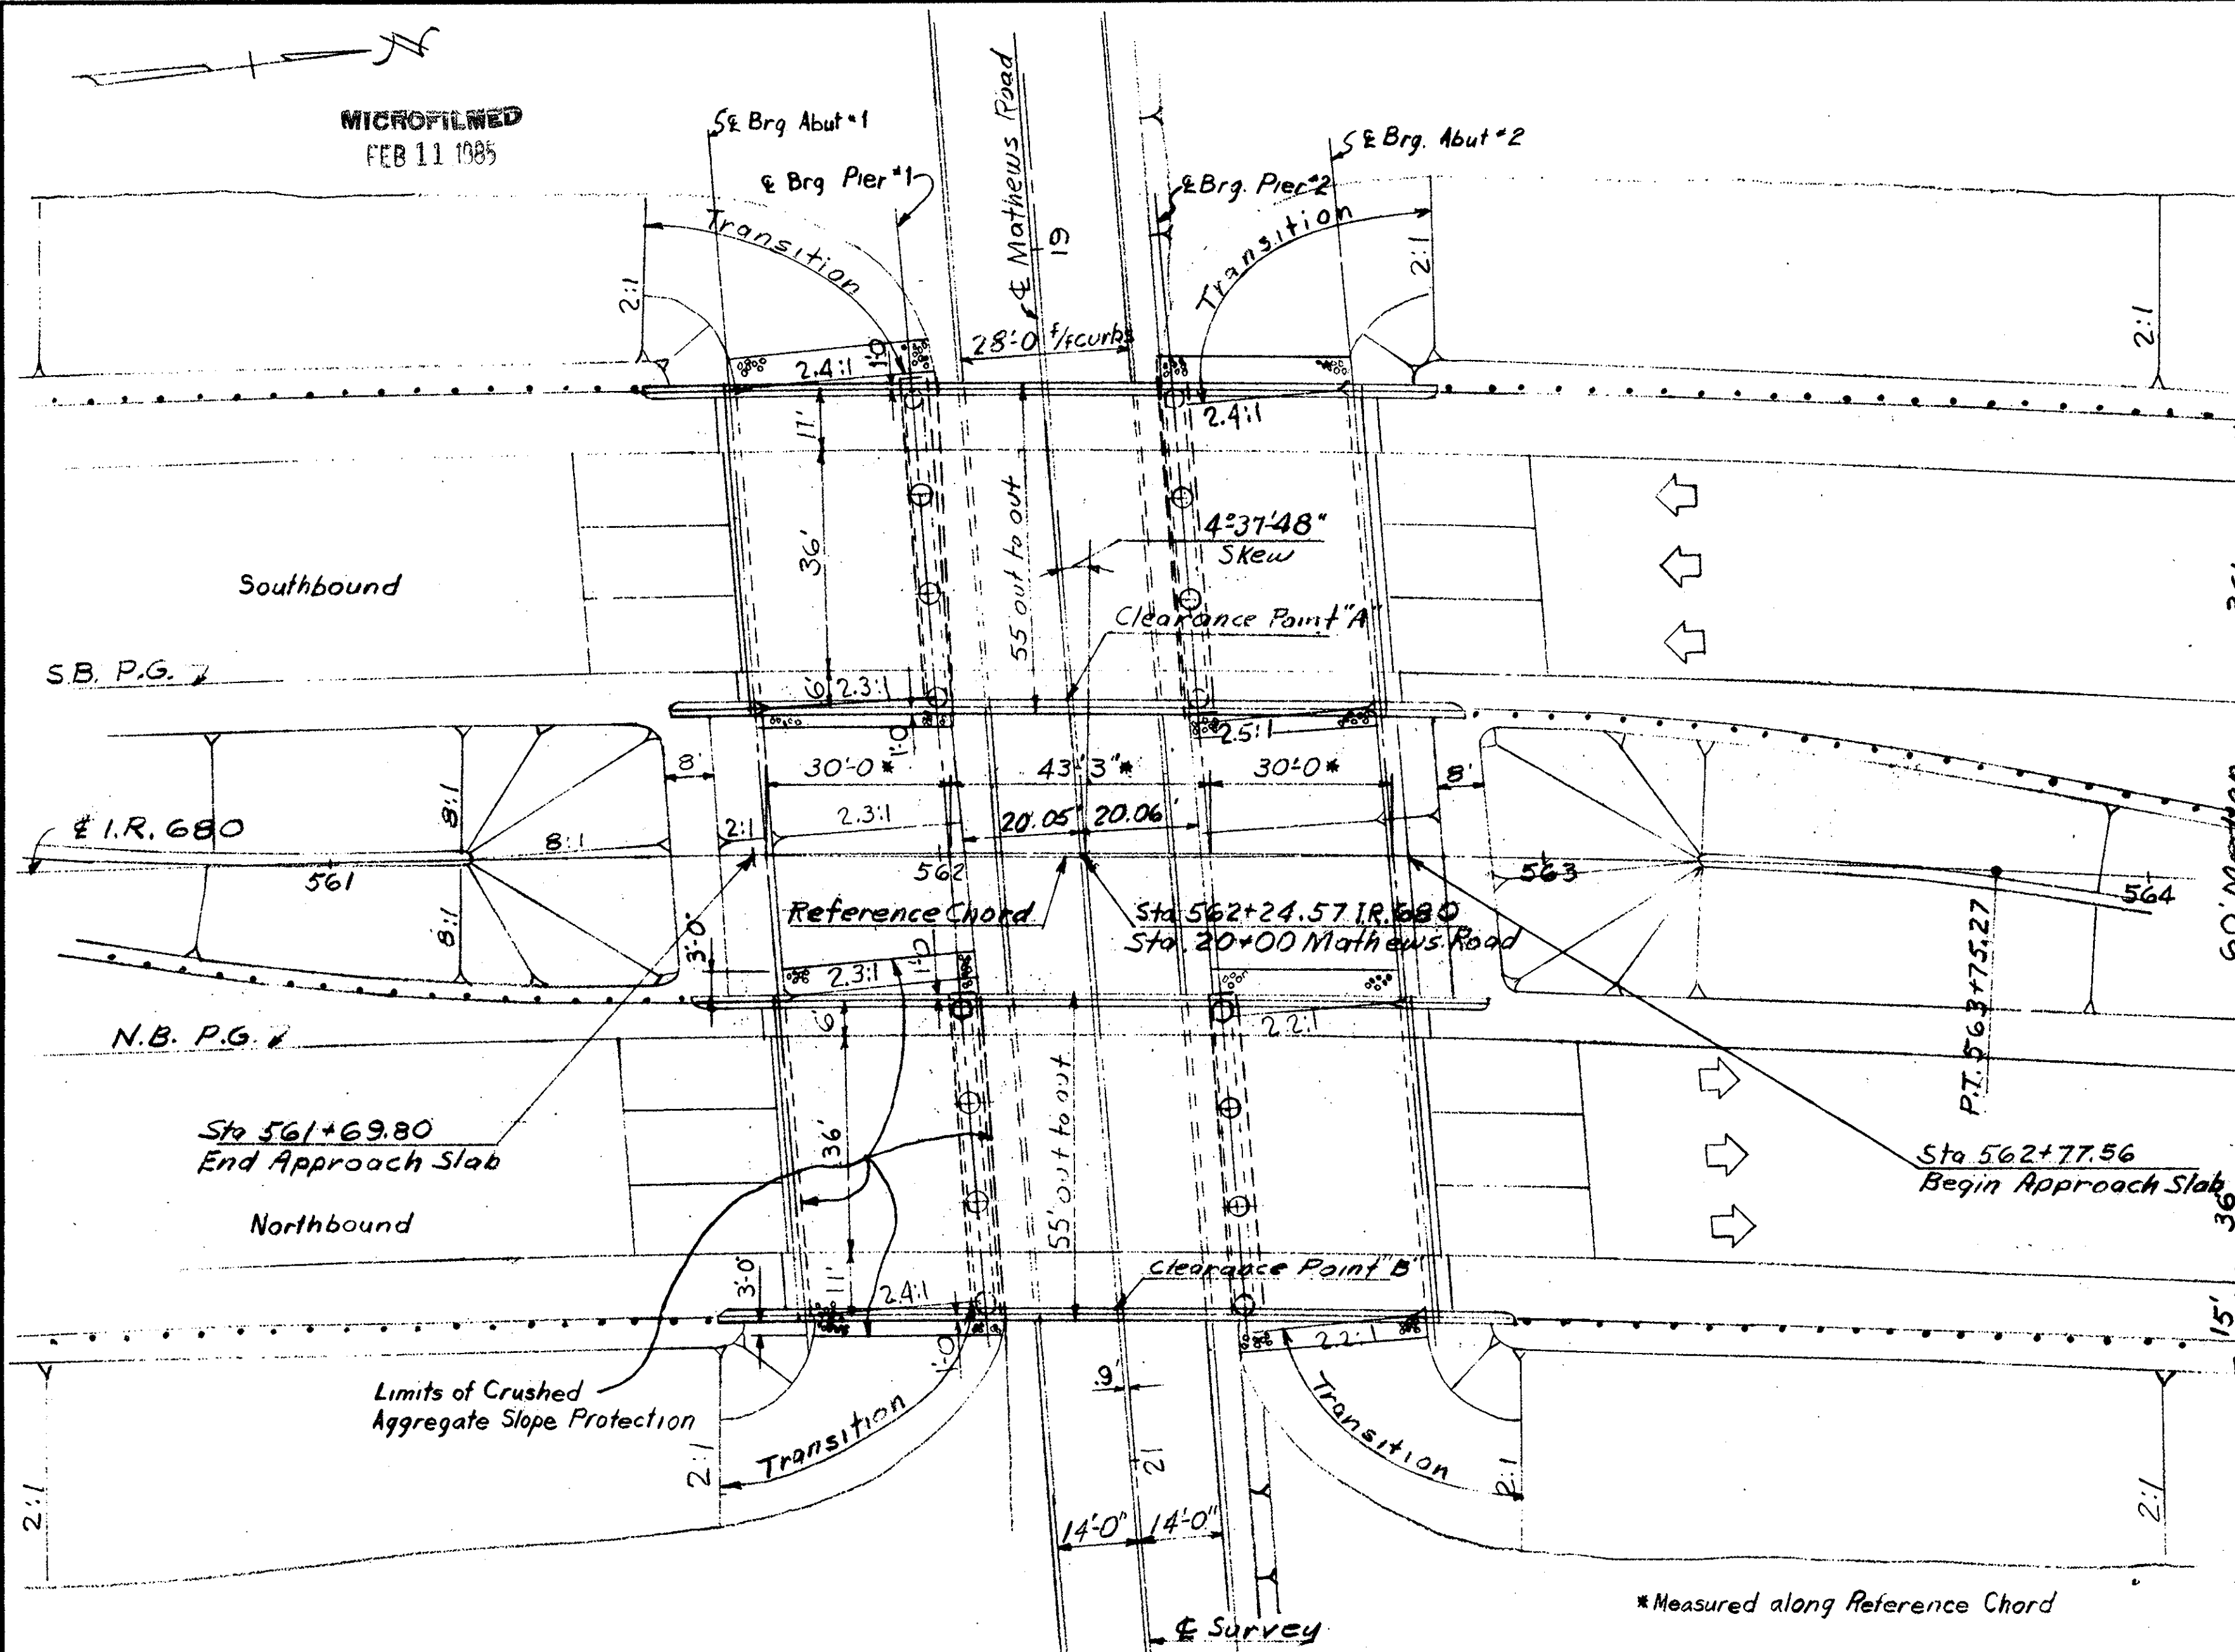 N
MICROFILMED
FEB 11 1985
℄ Brg Abut #1
℄ Brg Pier #1
℄ Mathews Road
19
℄ Brg. Pier #2
℄ Brg. Abut #2
Transition
Transition
2:1
2:1
2:1
28'-0 f/f curbs
1'-0
2.4:1
2.4:1
11'
36'
55 out to out
4°-37'-48"
Skew
Clearance Point "A"
Southbound
S.B. P.G.
6'
2.3:1
1'-0
2.5:1
8'
30'-0 *
43'-3" *
30'-0 *
8'
℄ I.R. 680
8:1
8:1
8:1
2:1
2.3:1
20.05'
20.06'
561
562
563
564
Reference Chord
Sta 562+24.57 I.R. 680
Sta. 20+00 Mathews Road
3'-0"
2.3:1
1'-0
2.2:1
P.T. 563+75.27
N.B. P.G.
6'
36'
55' out to out
Sta 561+69.80
End Approach Slab
Sta 562+77.56
Begin Approach Slab
Northbound
36'
15'
3'-0"
11'
2.4:1
Clearance Point "B"
2.2:1
1'-0
Limits of Crushed
Aggregate Slope Protection
Transition
Transition
2:1
2:1
2:1
2:1
21
14'-0"
14'-0"
*Measured along Reference Chord
℄ Survey